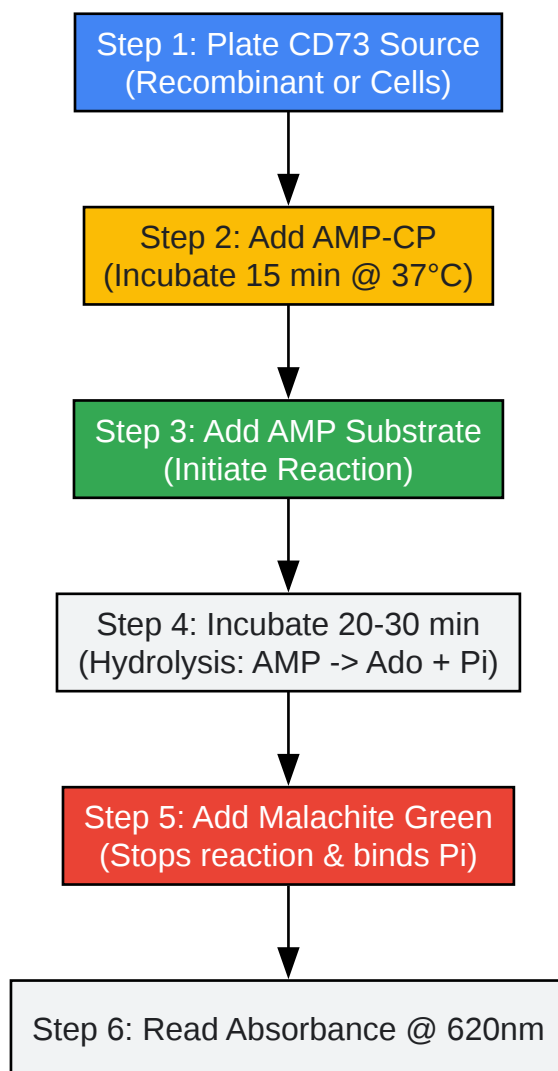 Step 1: Plate CD73 Source
(Recombinant or Cells)
Step 2: Add AMP-CP
(Incubate 15 min @ 37°C)
Step 3: Add AMP Substrate
(Initiate Reaction)
Step 4: Incubate 20-30 min
(Hydrolysis: AMP -> Ado + Pi)
Step 5: Add Malachite Green
(Stops reaction & binds Pi)
Step 6: Read Absorbance @ 620nm